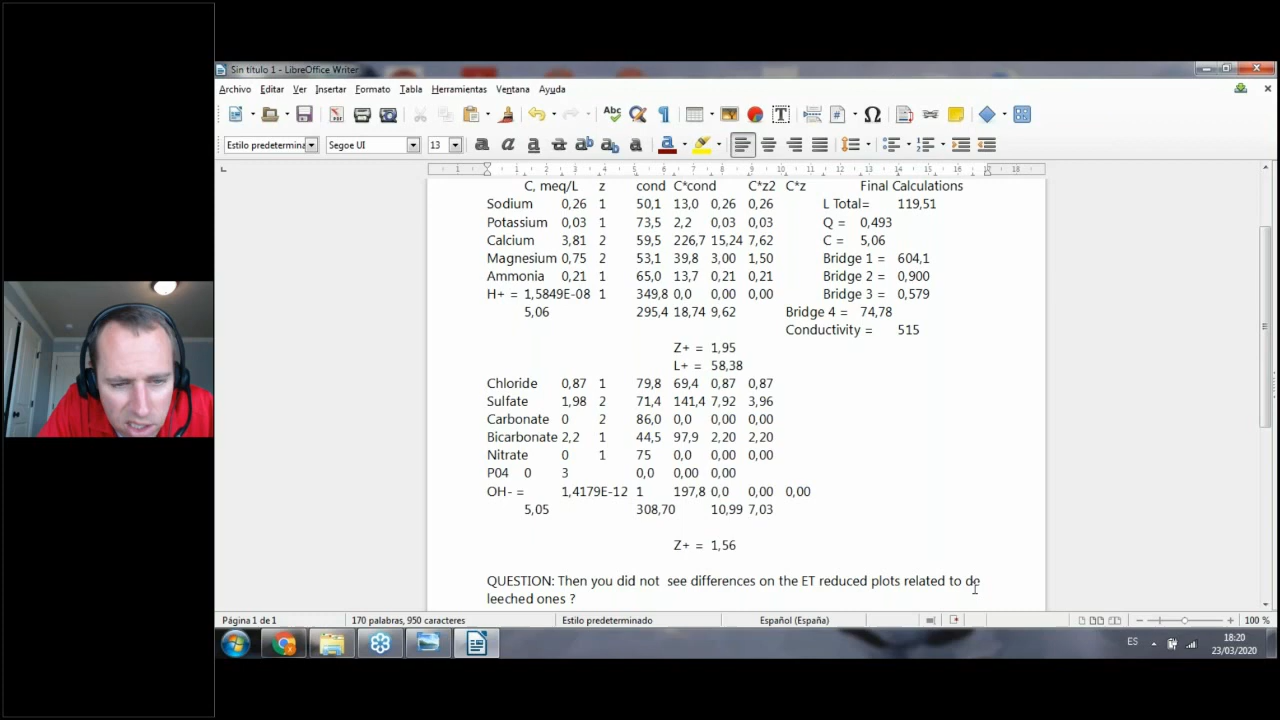 Sin título 1 - LibreOffice Writer
Archivo Editar Ver Insertar Formato Tabla Herramientas Ventana Ayuda
Estilo predetermina Segoe UI 13
C, meq/L z cond C*cond C*z2 C*z Final Calculations
Sodium 0,26 1 50,1 13,0 0,26 0,26 L Total= 119,51
Potassium 0,03 1 73,5 2,2 0,03 0,03 Q = 0,493
Calcium 3,81 2 59,5 226,7 15,24 7,62 C = 5,06
Magnesium 0,75 2 53,1 39,8 3,00 1,50 Bridge 1 = 604,1
Ammonia 0,21 1 65,0 13,7 0,21 0,21 Bridge 2 = 0,900
H+ = 1,5849E-08 1 349,8 0,0 0,00 0,00 Bridge 3 = 0,579
5,06 295,4 18,74 9,62 Bridge 4 = 74,78
Conductivity = 515
Z+ = 1,95
L+ = 58,38
Chloride 0,87 1 79,8 69,4 0,87 0,87
Sulfate 1,98 2 71,4 141,4 7,92 3,96
Carbonate 0 2 86,0 0,0 0,00 0,00
Bicarbonate 2,2 1 44,5 97,9 2,20 2,20
Nitrate 0 1 75 0,0 0,00 0,00
P04 0 3 0,0 0,00 0,00
OH- = 1,4179E-12 1 197,8 0,0 0,00 0,00
5,05 308,70 10,99 7,03
Z+ = 1,56
QUESTION: Then you did not see differences on the ET reduced plots related to de
leeched ones ?
Página 1 de 1 170 palabras, 950 caracteres Estilo predeterminado Español (España) 100 %
ES 18:20
23/03/2020